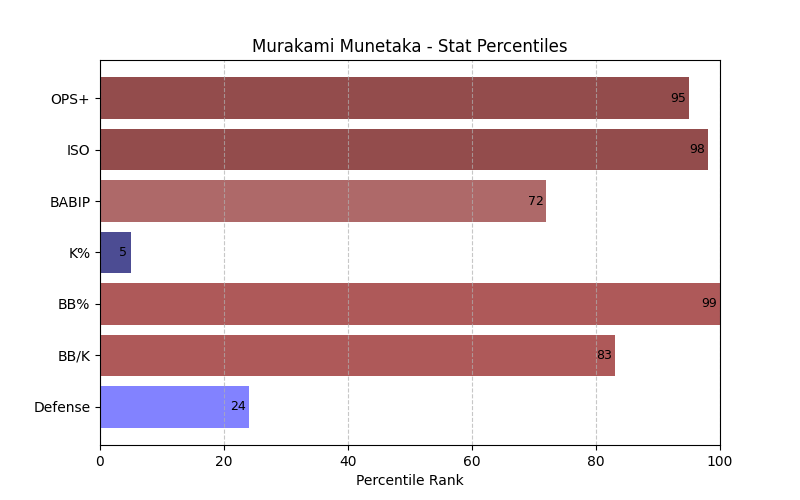 Murakami Munetaka - Stat Percentiles
OPS+ 95
ISO 98
BABIP 72
K% 5
BB% 99
BB/K 83
Defense 24
0 20 40 60 80 100
Percentile Rank